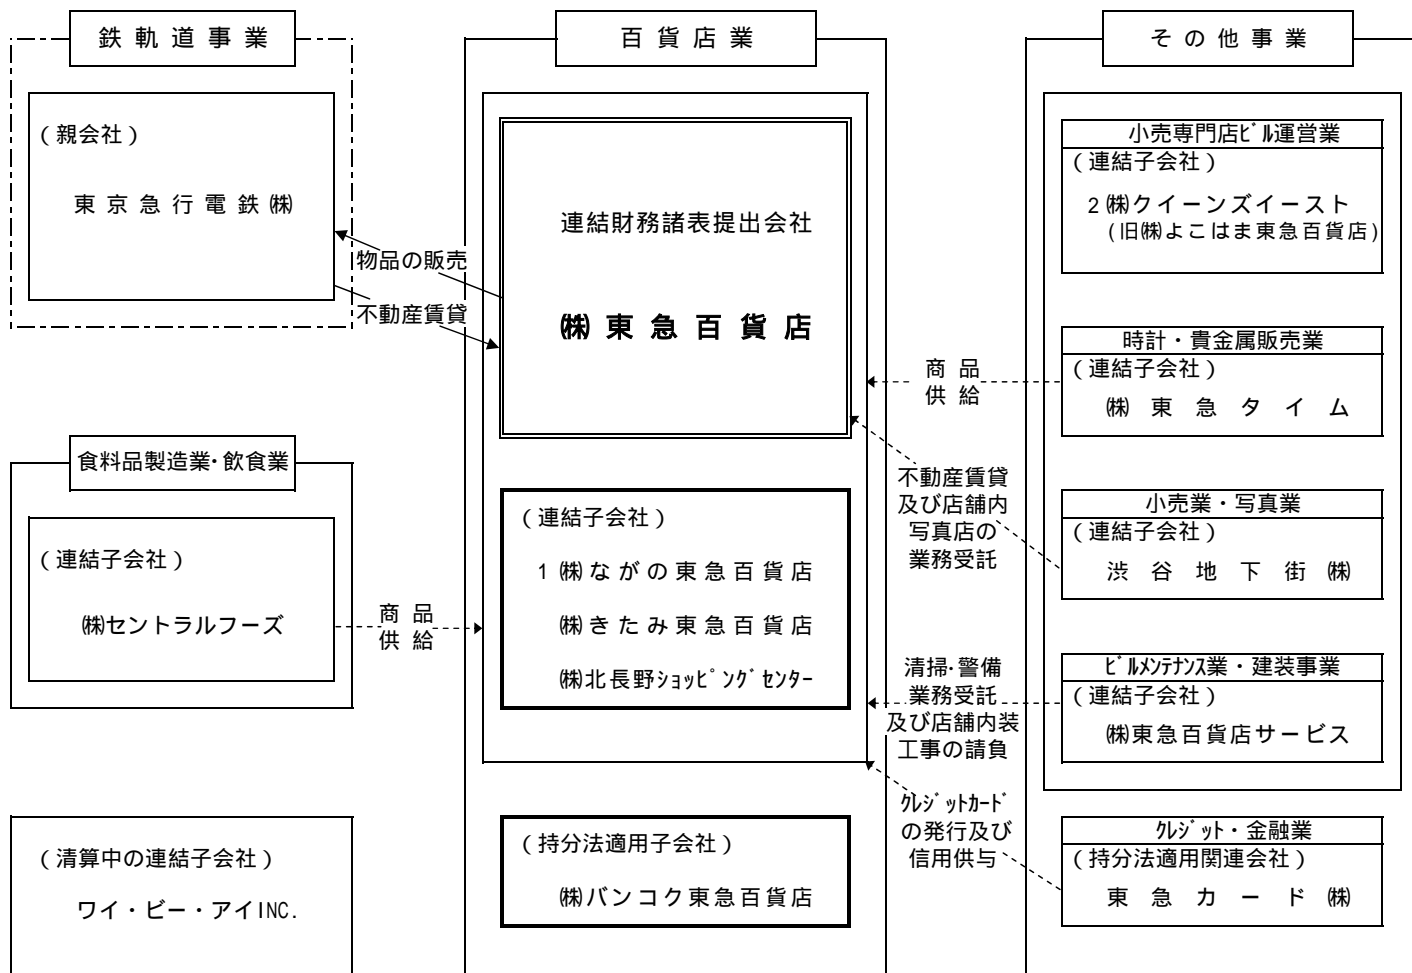 鉄軌道事業
（親会社）
東京急行電鉄㈱
物品の販売
不動産賃貸
食料品製造業・飲食業
（連結子会社）
㈱セントラルフーズ
商品
供給
（清算中の連結子会社）
ワイ・ビー・アイINC.
百貨店業
連結財務諸表提出会社
㈱東急百貨店
（連結子会社）
1㈱ながの東急百貨店
㈱きたみ東急百貨店
㈱北長野ｼｮｯﾋﾟﾝｸﾞｾﾝﾀｰ
（持分法適用子会社）
㈱バンコク東急百貨店
商品
供給
不動産賃貸
及び店舗内
写真店の
業務受託
清掃・警備
業務受託
及び店舗内装
工事の請負
ｸﾚｼﾞｯﾄｶｰﾄﾞ
の発行及び
信用供与
その他事業
小売専門店ﾋﾞﾙ運営業
（連結子会社）
2㈱クイーンズイースト
(旧㈱よこはま東急百貨店)
時計・貴金属販売業
（連結子会社）
㈱東急タイム
小売業・写真業
（連結子会社）
渋谷地下街㈱
ﾋﾞﾙﾒﾝﾃﾅﾝｽ業・建装事業
（連結子会社）
㈱東急百貨店サービス
ｸﾚｼﾞｯﾄ・金融業
（持分法適用関連会社）
東急カード㈱